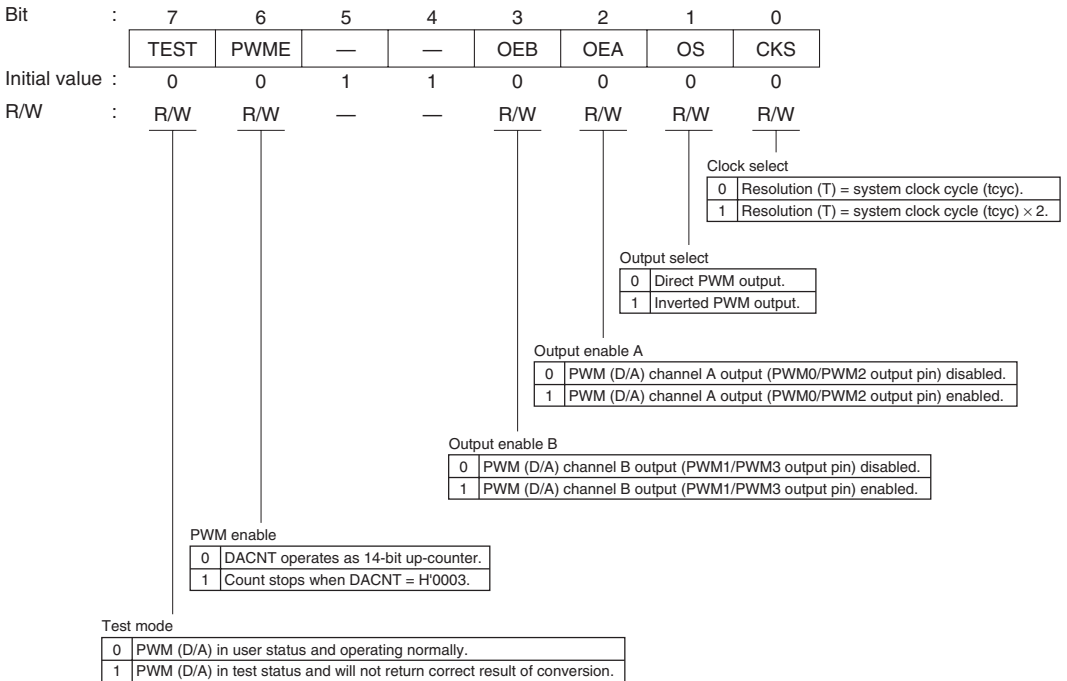 Bit : 7 6 5 4 3 2 1 0
TEST PWME — — OEB OEA OS CKS
Initial value : 0 0 1 1 0 0 0 0
R/W : R/W R/W — — R/W R/W R/W R/W
Clock select
0 Resolution (T) = system clock cycle (tcyc).
1 Resolution (T) = system clock cycle (tcyc) × 2.
Output select
0 Direct PWM output.
1 Inverted PWM output.
Output enable A
0 PWM (D/A) channel A output (PWM0/PWM2 output pin) disabled.
1 PWM (D/A) channel A output (PWM0/PWM2 output pin) enabled.
Output enable B
0 PWM (D/A) channel B output (PWM1/PWM3 output pin) disabled.
1 PWM (D/A) channel B output (PWM1/PWM3 output pin) enabled.
PWM enable
0 DACNT operates as 14-bit up-counter.
1 Count stops when DACNT = H'0003.
Test mode
0 PWM (D/A) in user status and operating normally.
1 PWM (D/A) in test status and will not return correct result of conversion.